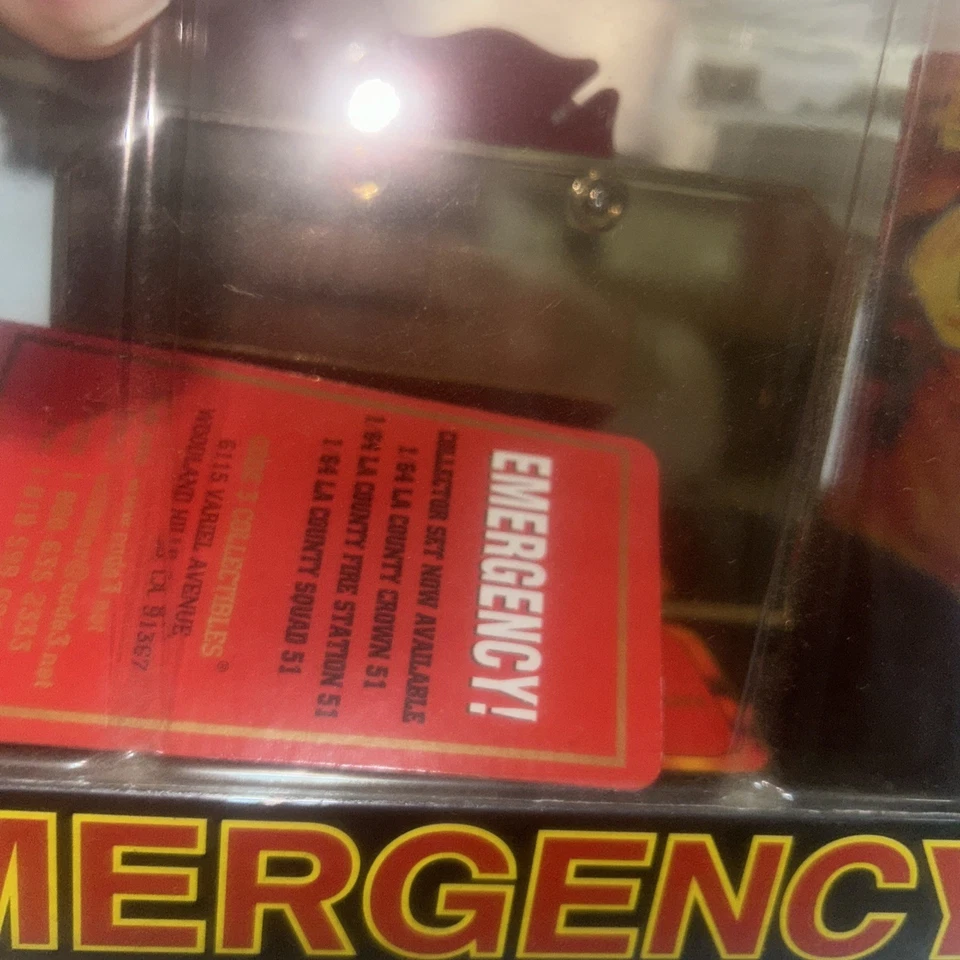 EMERGENCY!
COLLECTOR SET NOW AVAILABLE
1 64 LA COUNTY CROWN 51
1 64 LA COUNTY FIRE STATION 51
1 64 LA COUNTY SQUAD 51
CODE 3 COLLECTIBLES®
6115 VARIEL AVENUE
WOODLAND HILLS CA 91367
MERGENCY